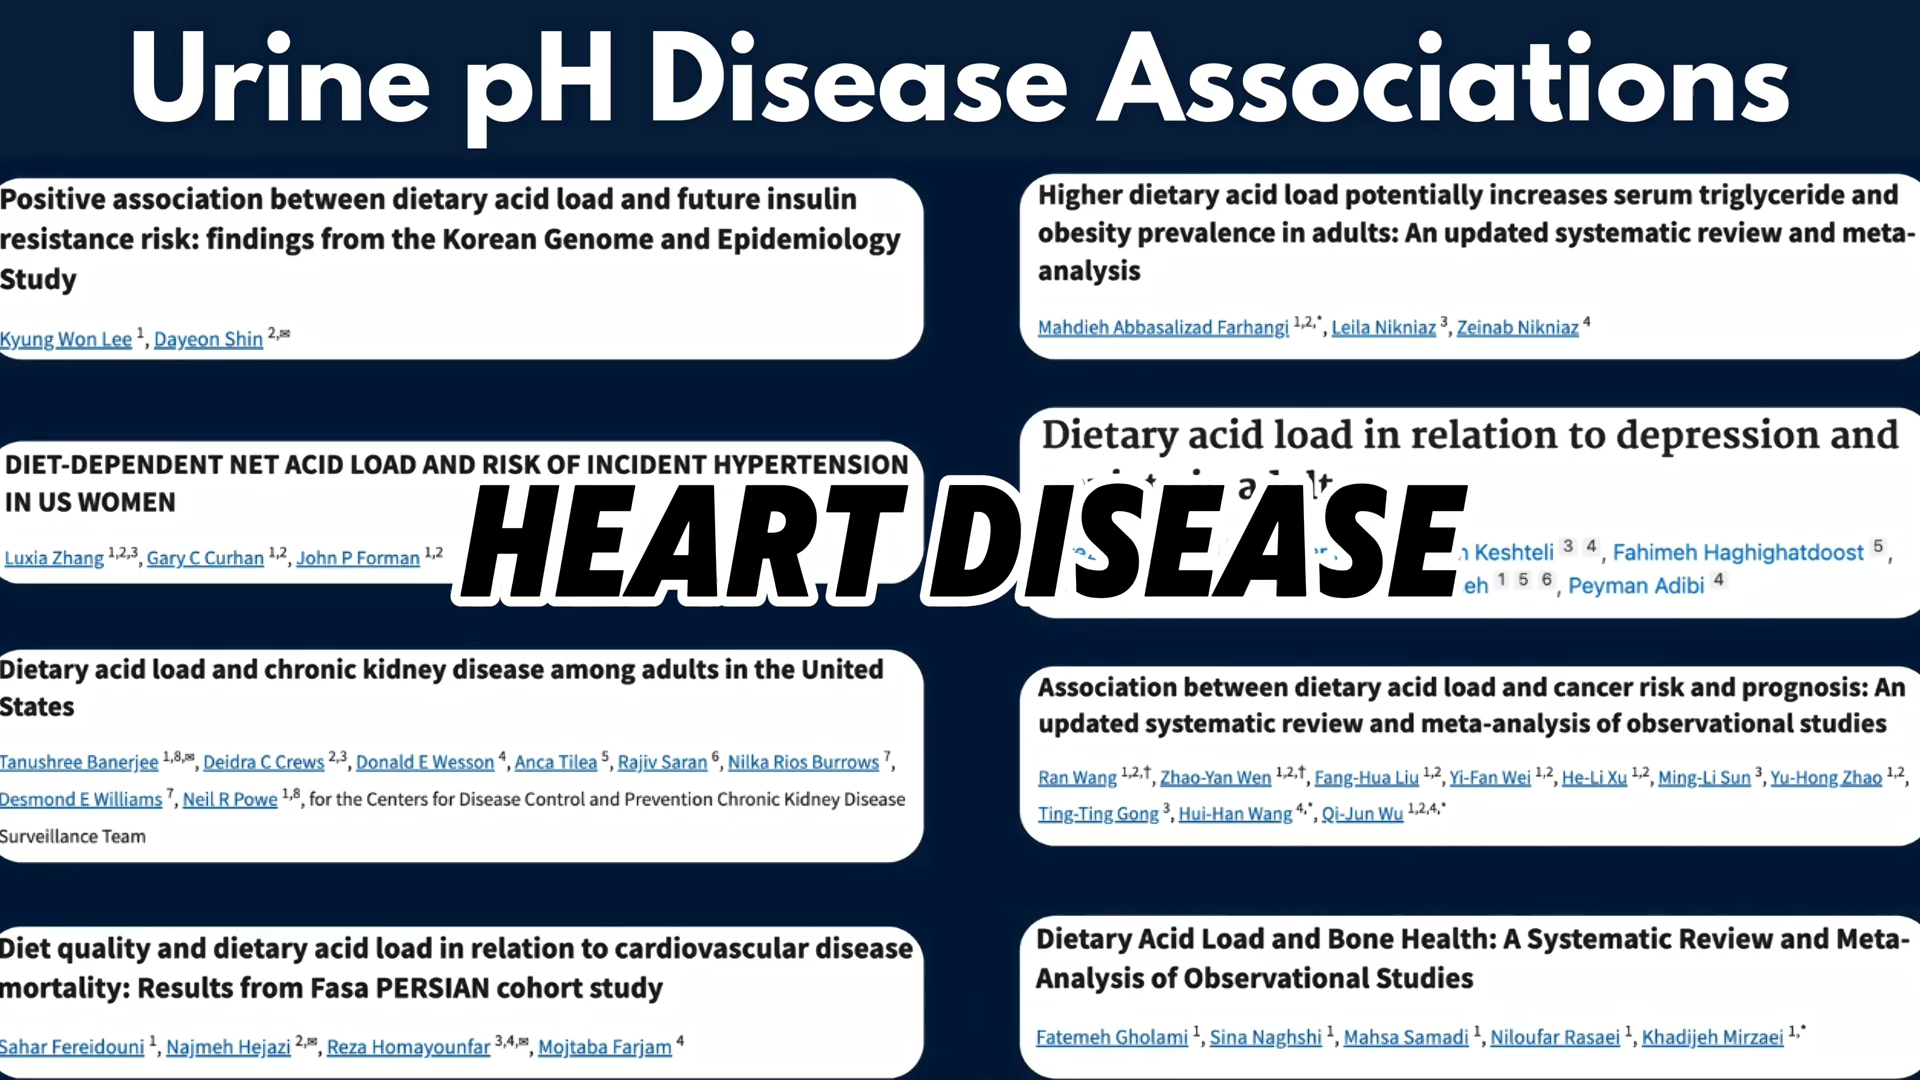 Urine pH Disease Associations
Positive association between dietary acid load and future insulin
resistance risk: findings from the Korean Genome and Epidemiology
Study
Kyung Won Lee 1, Dayeon Shin 2,✉
DIET-DEPENDENT NET ACID LOAD AND RISK OF INCIDENT HYPERTENSION
IN US WOMEN
Luxia Zhang 1,2,3, Gary C Curhan 1,2, John P Forman 1,2
Dietary acid load and chronic kidney disease among adults in the United
States
Tanushree Banerjee 1,8,✉, Deidra C Crews 2,3, Donald E Wesson 4, Anca Tilea 5, Rajiv Saran 6, Nilka Rios Burrows 7,
Desmond E Williams 7, Neil R Powe 1,8, for the Centers for Disease Control and Prevention Chronic Kidney Disease
Surveillance Team
Diet quality and dietary acid load in relation to cardiovascular disease
mortality: Results from Fasa PERSIAN cohort study
Sahar Fereidouni 1, Najmeh Hejazi 2,✉, Reza Homayounfar 3,4,✉, Mojtaba Farjam 4
Higher dietary acid load potentially increases serum triglyceride and
obesity prevalence in adults: An updated systematic review and meta-
analysis
Mahdieh Abbasalizad Farhangi 1,2,*, Leila Nikniaz 3, Zeinab Nikniaz 4
Dietary acid load in relation to depression and
HEART DISEASE
Keshteli 3 4, Fahimeh Haghighatdoost 5,
eh 1 5 6, Peyman Adibi 4
Association between dietary acid load and cancer risk and prognosis: An
updated systematic review and meta-analysis of observational studies
Ran Wang 1,2,†, Zhao-Yan Wen 1,2,†, Fang-Hua Liu 1,2, Yi-Fan Wei 1,2, He-Li Xu 1,2, Ming-Li Sun 3, Yu-Hong Zhao 1,2,
Ting-Ting Gong 3, Hui-Han Wang 4,*, Qi-Jun Wu 1,2,4,*
Dietary Acid Load and Bone Health: A Systematic Review and Meta-
Analysis of Observational Studies
Fatemeh Gholami 1, Sina Naghshi 1, Mahsa Samadi 1, Niloufar Rasaei 1, Khadijeh Mirzaei 1,*